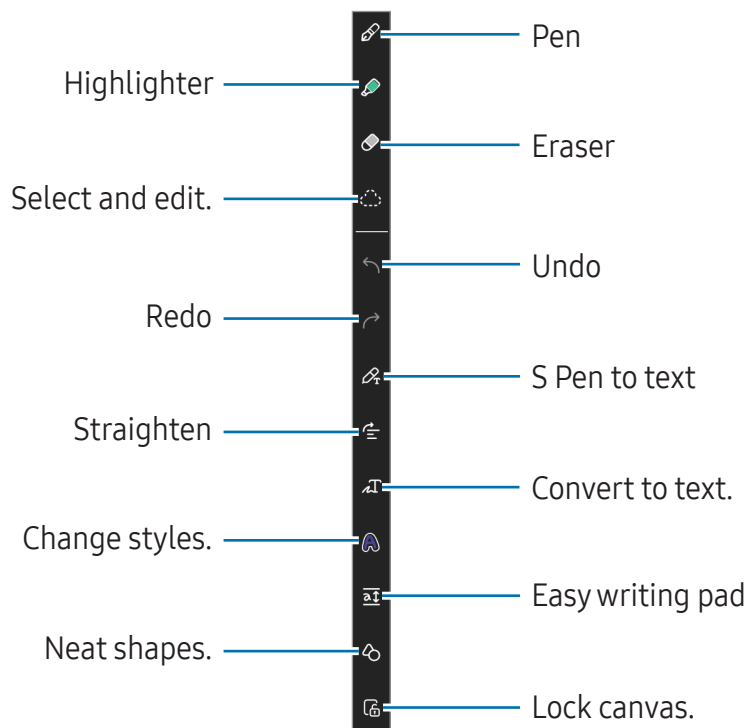 Pen
Highlighter
Eraser
Select and edit.
Undo
Redo
S Pen to text
Straighten
Convert to text.
Change styles.
Easy writing pad
Neat shapes.
Lock canvas.